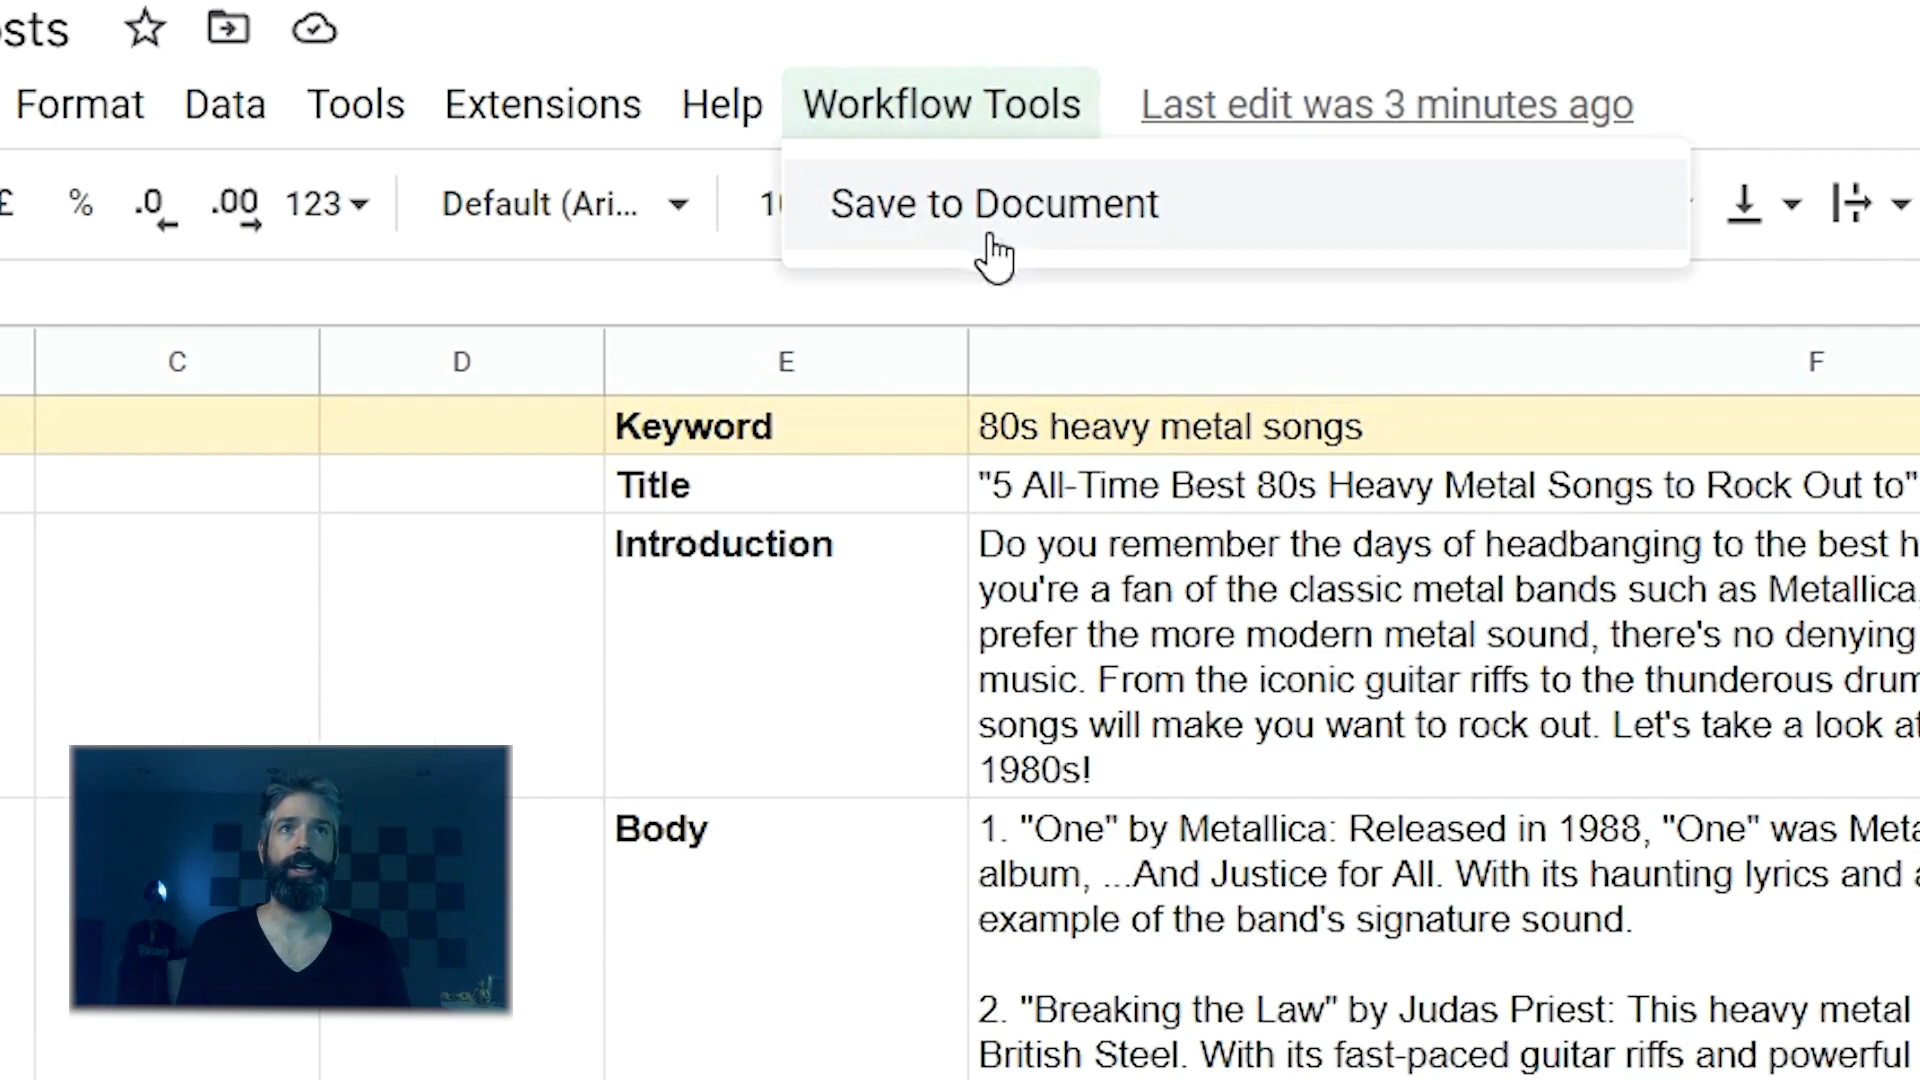 osts
Format Data Tools Extensions Help Workflow Tools Last edit was 3 minutes ago
£ % .0 .00 123 Default (Ari... Save to Document
C D E F
Keyword 80s heavy metal songs
Title "5 All-Time Best 80s Heavy Metal Songs to Rock Out to"
Introduction Do you remember the days of headbanging to the best h
you're a fan of the classic metal bands such as Metallica,
prefer the more modern metal sound, there's no denying
music. From the iconic guitar riffs to the thunderous drum
songs will make you want to rock out. Let's take a look at
1980s!
Body 1. "One" by Metallica: Released in 1988, "One" was Meta
album, ...And Justice for All. With its haunting lyrics and a
example of the band's signature sound.
2. "Breaking the Law" by Judas Priest: This heavy metal
British Steel. With its fast-paced guitar riffs and powerful